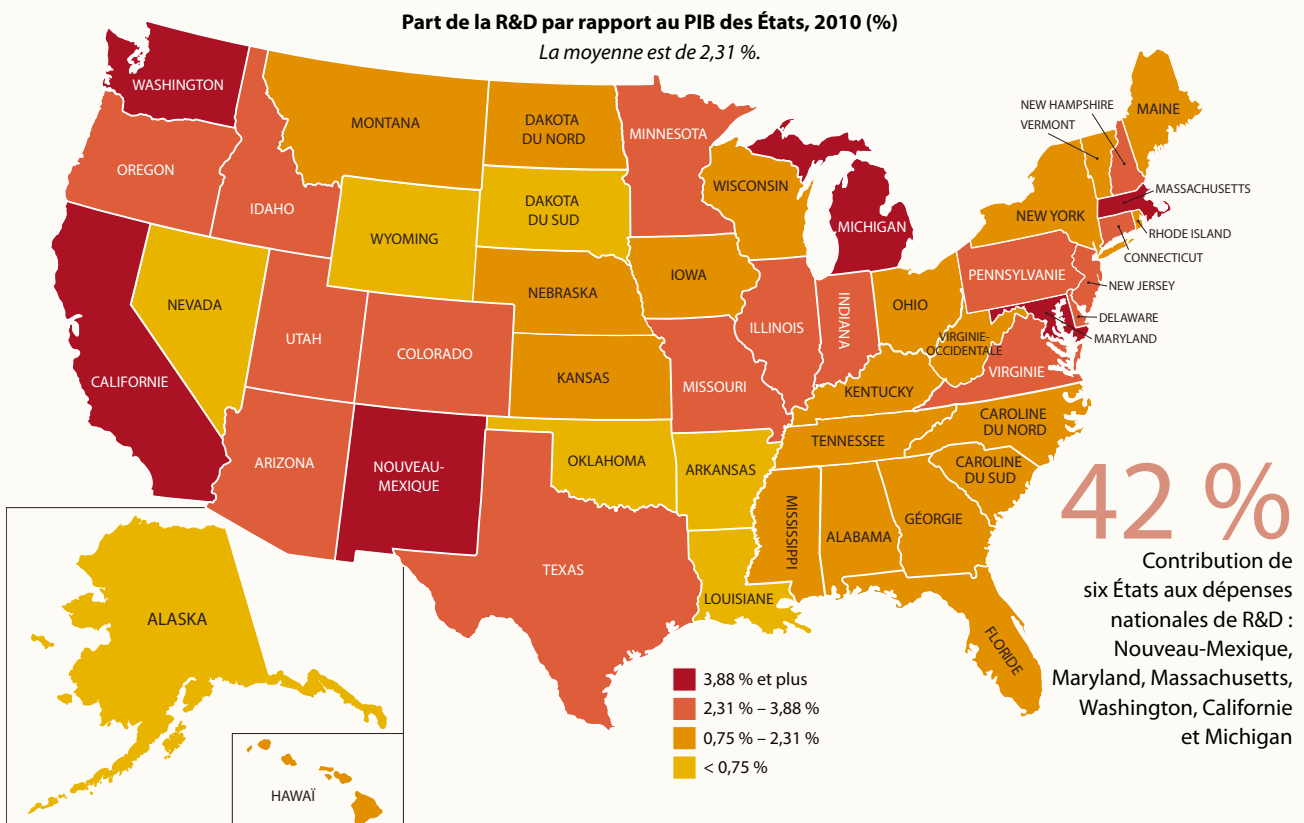 Part de la R&D par rapport au PIB des États, 2010 (%)
La moyenne est de 2,31 %.
WASHINGTON
OREGON
IDAHO
MONTANA
DAKOTA
DU NORD
MINNESOTA
WISCONSIN
MICHIGAN
NEW HAMPSHIRE
VERMONT
MAINE
MASSACHUSETTS
NEW YORK
RHODE ISLAND
CONNECTICUT
PENNSYLVANIE
NEW JERSEY
DELAWARE
MARYLAND
WYOMING
DAKOTA
DU SUD
NEVADA
NEBRASKA
IOWA
UTAH
COLORADO
ILLINOIS
INDIANA
OHIO
VIRGINIE-
OCCIDENTALE
VIRGINIE
CALIFORNIE
KANSAS
MISSOURI
KENTUCKY
ARIZONA
NOUVEAU-
MEXIQUE
OKLAHOMA
ARKANSAS
TENNESSEE
CAROLINE
DU NORD
CAROLINE
DU SUD
TEXAS
LOUISIANE
MISSISSIPPI
ALABAMA
GÉORGIE
FLORIDE
ALASKA
HAWAÏ
3,88 % et plus
2,31 % – 3,88 %
0,75 % – 2,31 %
< 0,75 %
42 %
Contribution de
six États aux dépenses
nationales de R&D :
Nouveau-Mexique,
Maryland, Massachusetts,
Washington, Californie
et Michigan